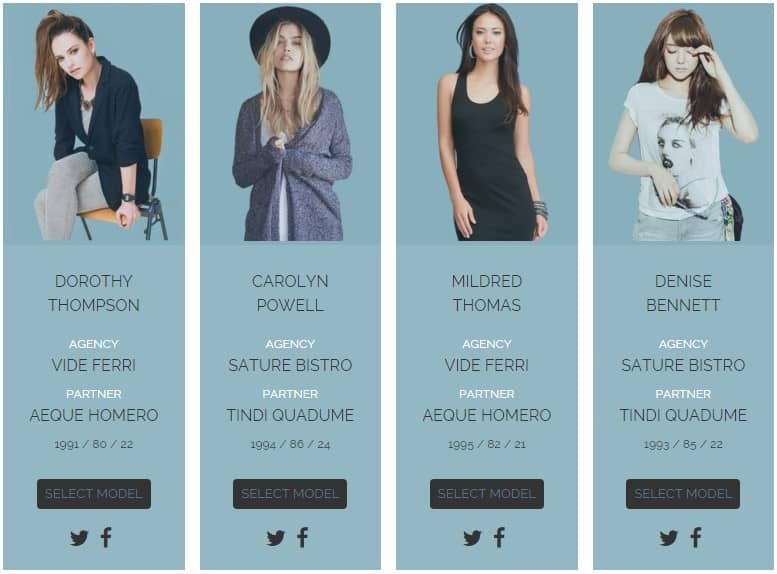 DOROTHY
THOMPSON
AGENCY
VIDE FERRI
PARTNER
AEQUE HOMERO
1991 / 80 / 22
SELECT MODEL
CAROLYN
POWELL
AGENCY
SATURE BISTRO
PARTNER
TINDI QUADUME
1994 / 86 / 24
SELECT MODEL
MILDRED
THOMAS
AGENCY
VIDE FERRI
PARTNER
AEQUE HOMERO
1995 / 82 / 21
SELECT MODEL
DENISE
BENNETT
AGENCY
SATURE BISTRO
PARTNER
TINDI QUADUME
1993 / 85 / 22
SELECT MODEL